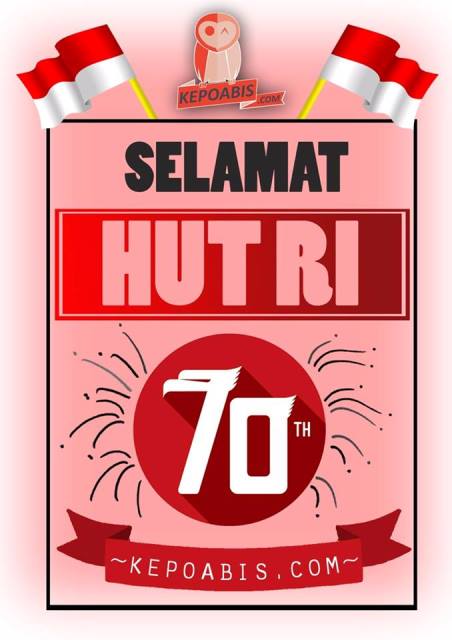 KEPOABIS
.COM
SELAMAT
HUT RI
70 TH
~KEPOABIS.COM~